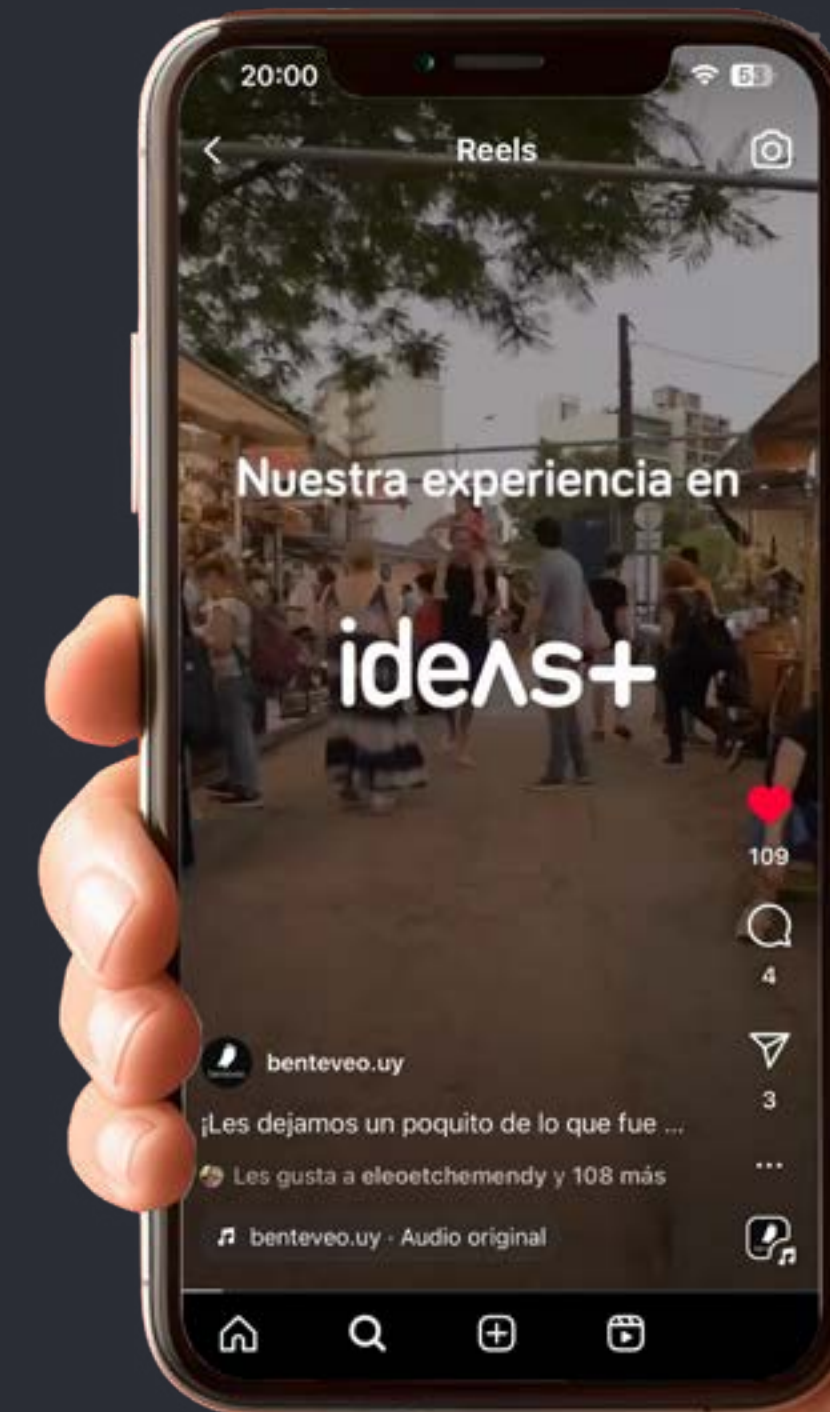 20:00
53
Reels
Nuestra experiencia en
ideʌs+
109
4
3
benteveo.uy
¡Les dejamos un poquito de lo que fue ...
Les gusta a eleoetchemendy y 108 más
benteveo.uy · Audio original